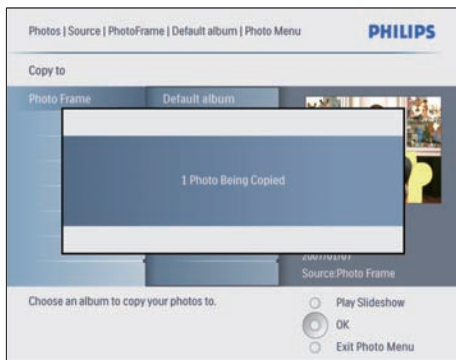 Photos | Source | PhotoFrame | Default album | Photo Menu
PHILIPS
Copy to
Photo Frame
Default album
1 Photo Being Copied
2007/01/07
Source:Photo Frame
Choose an album to copy your photos to.
Play Slideshow
OK
Exit Photo Menu